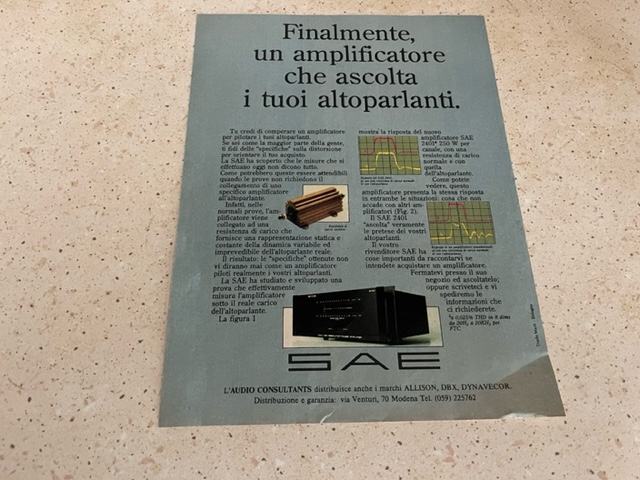 Finalmente,
un amplificatore
che ascolta
i tuoi altoparlanti.
Tu credi di comperare un amplificatore
per pilotare i tuoi altoparlanti.
Se sei come la maggior parte della gente,
ti fidi delle "specifiche" sulla distorsione
per orientare il tuo acquisto.
La SAE ha scoperto che le misure che si
effettuano oggi non dicono tutto.
Come potrebbero queste essere attendibili
quando le prove non richiedono il
collegamento di uno
specifico amplificatore
all'altoparlante.
Infatti, nelle
normali prove, l'am-
plificatore viene
collegato ad una
resistenza di carico che
fornisce una rappresentazione statica e
costante della dinamica variabile ed
imprevedibile dell'altoparlante reale.
Il risultato: le "specifiche" ottenute non
vi diranno mai come un amplificatore
piloti realmente i vostri altoparlanti.
La SAE ha studiato e sviluppato una
prova che effettivamente
misura l'amplificatore
sotto il reale carico
dell'altoparlante.
La figura 1
mostra la risposta del nuovo
amplificatore SAE
2401* 250 W per
canale, con una
resistenza di carico
normale e con
quella
dell'altoparlante.
Come potete
vedere, questo
amplificatore presenta la stessa risposta
in entrambe le situazioni: cosa che non
accade con altri am-
plificatori (Fig. 2).
Il SAE 2401
"ascolta" veramente
le pretese dei vostri
altoparlanti.
Il vostro
rivenditore SAE ha
cose importanti da raccontarvi se
intendete acquistare un amplificatore.
Fermatevi presso il suo
negozio ed ascoltatelo;
oppure scriveteci e vi
spediremo le
informazioni che
ci richiederete.
SAE
L'AUDIO CONSULTANTS distribuisce anche i marchi ALLISON, DBX, DYNAVECOR.
Distribuzione e garanzia: via Venturi, 70 Modena Tel. (059) 225762